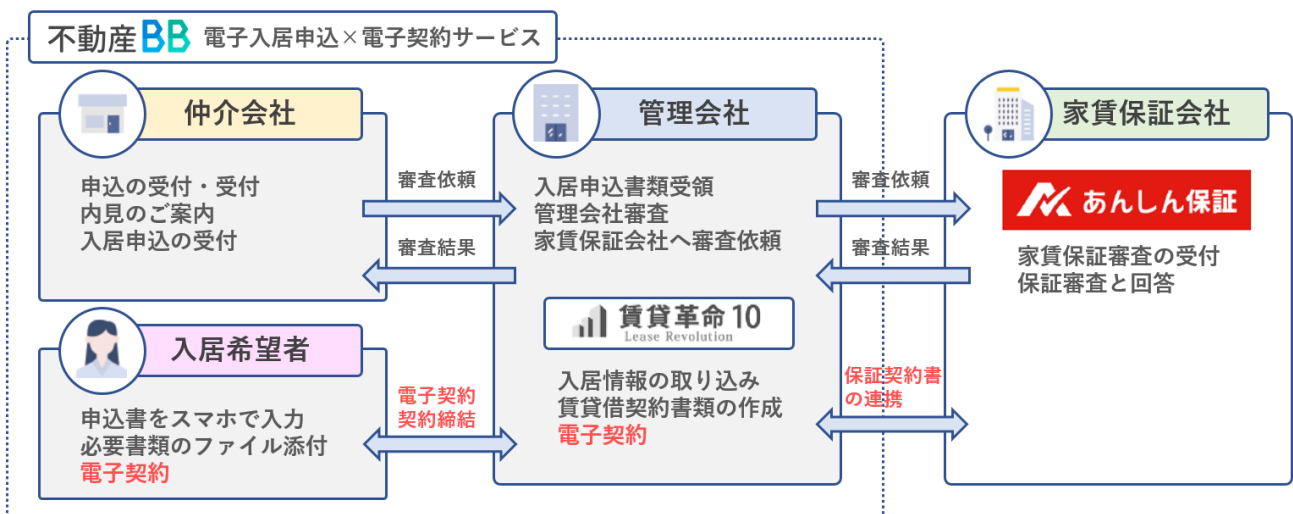 不動産BB 電子入居申込×電子契約サービス
仲介会社
申込の受付・受付
内見のご案内
入居申込の受付
審査依頼
審査結果
入居希望者
申込書をスマホで入力
必要書類のファイル添付
電子契約
電子契約
契約締結
管理会社
入居申込書類受領
管理会社審査
家賃保証会社へ審査依頼
賃貸革命10
Lease Revolution
入居情報の取り込み
賃貸借契約書類の作成
電子契約
審査依頼
審査結果
保証契約書
の連携
家賃保証会社
あんしん保証
家賃保証審査の受付
保証審査と回答